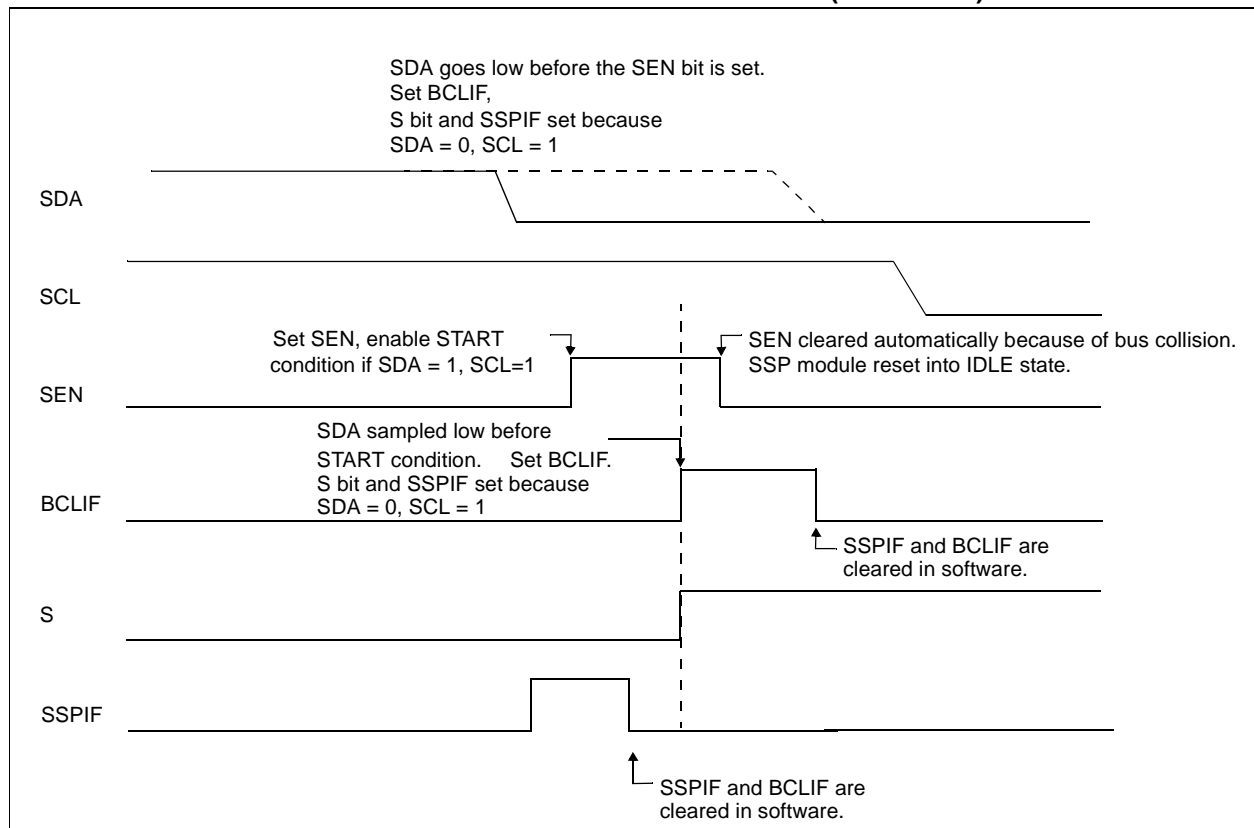 SDA goes low before the SEN bit is set.
Set BCLIF,
S bit and SSPIF set because
SDA = 0, SCL = 1
SDA
SCL
Set SEN, enable START
condition if SDA = 1, SCL=1
SEN cleared automatically because of bus collision.
SSP module reset into IDLE state.
SEN
SDA sampled low before
START condition. Set BCLIF.
S bit and SSPIF set because
SDA = 0, SCL = 1
BCLIF
SSPIF and BCLIF are
cleared in software.
S
SSPIF
SSPIF and BCLIF are
cleared in software.